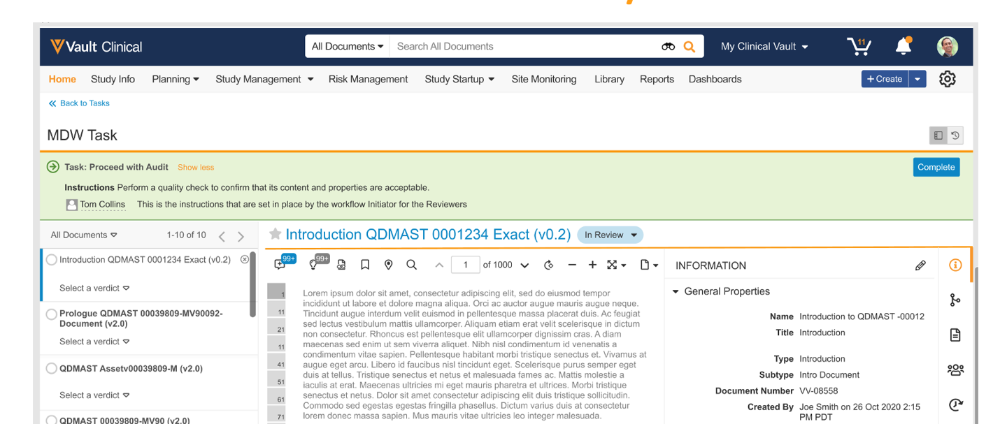 Vault Clinical
All Documents
Search All Documents
My Clinical Vault
11
Home Study Info Planning Study Management Risk Management Study Startup Site Monitoring Library Reports Dashboards
+ Create
Back to Tasks
MDW Task
Task: Proceed with Audit Show less
Complete
Instructions Perform a quality check to confirm that its content and properties are acceptable.
Tom Collins This is the instructions that are set in place by the workflow Initiator for the Reviewers
All Documents 1-10 of 10
Introduction QDMAST 0001234 Exact (v0.2)
Select a verdict
Prologue QDMAST 00039809-MV90092-
Document (v2.0)
Select a verdict
QDMAST Assetv00039809-M (v2.0)
Select a verdict
QDMAST 00039809-MV90 (v2.0)
Introduction QDMAST 0001234 Exact (v0.2) In Review
99+ 99+ 1 of 1000
1
11
21
11
41
51
61
71
Lorem ipsum dolor sit amet, consectetur adipiscing elit, sed do eiusmod tempor
incididunt ut labore et dolore magna aliqua. Orci ac auctor augue mauris augue neque.
Tincidunt augue interdum velit euismod in pellentesque massa placerat duis. Ac feugiat
sed lectus vestibulum mattis ullamcorper. Aliquam etiam erat velit scelerisque in dictum
non consectetur. Rhoncus est pellentesque elit ullamcorper dignissim cras. A diam
maecenas sed enim ut sem viverra aliquet. Nibh nisl condimentum id venenatis a
condimentum vitae sapien. Pellentesque habitant morbi tristique senectus et. Vivamus at
augue eget arcu. Libero id faucibus nisl tincidunt eget. Scelerisque purus semper eget
duis at tellus. Tristique senectus et netus et malesuada fames ac. Mattis molestie a
iaculis at erat. Maecenas ultricies mi eget mauris pharetra et ultrices. Morbi tristique
senectus et netus. Dolor sit amet consectetur adipiscing elit duis tristique sollicitudin.
Commodo sed egestas egestas fringilla phasellus. Dictum varius duis at consectetur
lorem donec massa sapien. Mus mauris vitae ultricies leo integer malesuada.
INFORMATION
General Properties
Name Introduction to QDMAST -00012
Title Introduction
Type Introduction
Subtype Intro Document
Document Number VV-08558
Created By Joe Smith on 26 Oct 2020 2:15
PM PDT